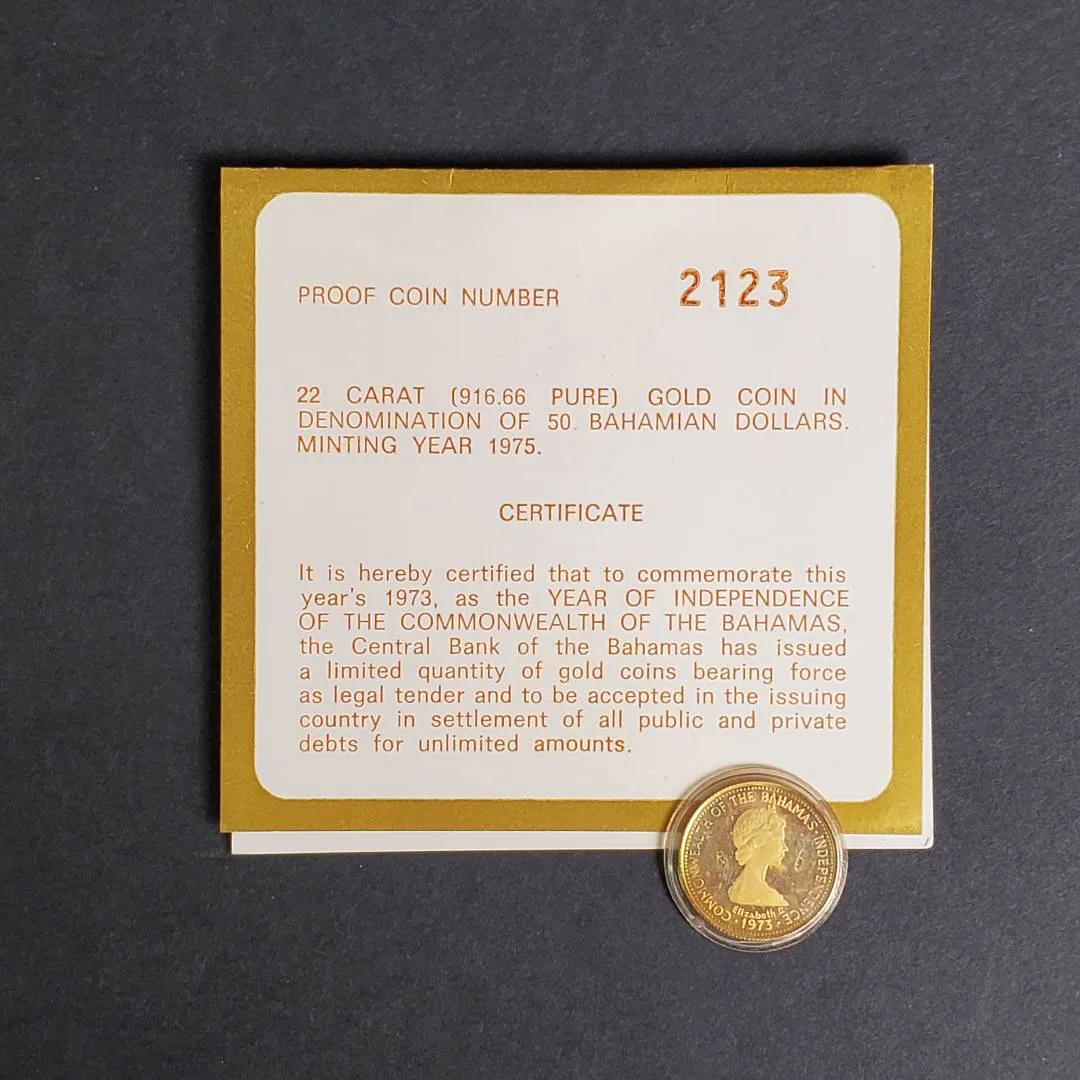 PROOF COIN NUMBER 2123
22 CARAT (916.66 PURE) GOLD COIN IN
DENOMINATION OF 50. BAHAMIAN DOLLARS.
MINTING YEAR 1975.
CERTIFICATE
It is hereby certified that to commemorate this
year's 1973, as the YEAR OF INDEPENDENCE
OF THE COMMONWEALTH OF THE BAHAMAS,
the Central Bank of the Bahamas has issued
a limited quantity of gold coins bearing force
as legal tender and to be accepted in the issuing
country in settlement of all public and private
debts for unlimited amounts.
COMMONWEALTH OF THE BAHAMAS · INDEPENDENCE
Elizabeth II
· 1973 ·